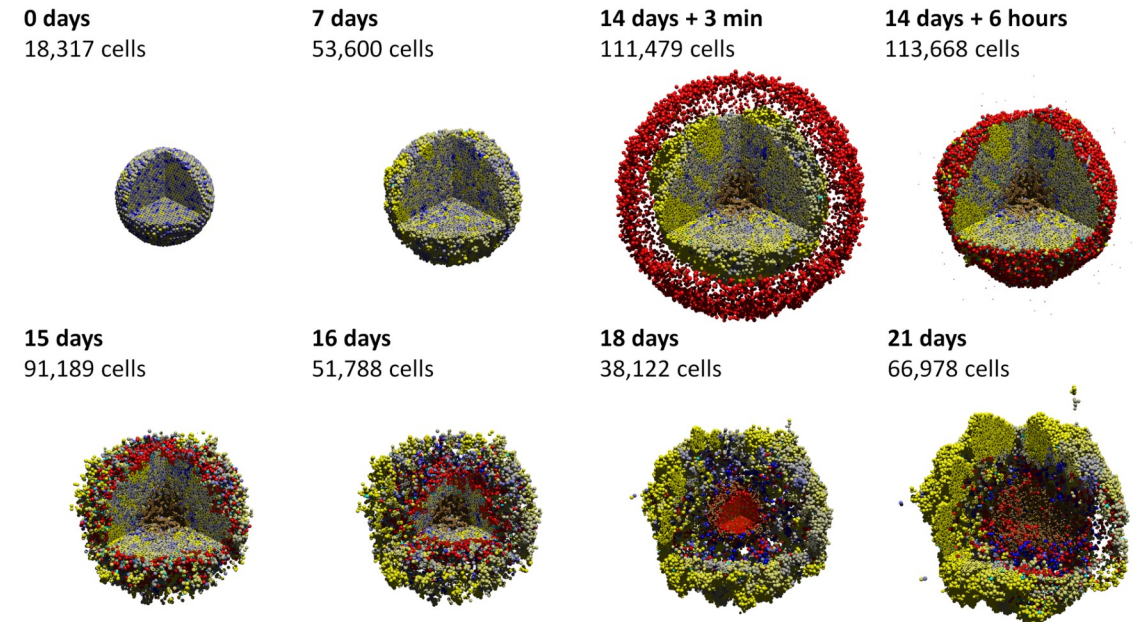 0 days
18,317 cells
7 days
53,600 cells
14 days + 3 min
111,479 cells
14 days + 6 hours
113,668 cells
15 days
91,189 cells
16 days
51,788 cells
18 days
38,122 cells
21 days
66,978 cells